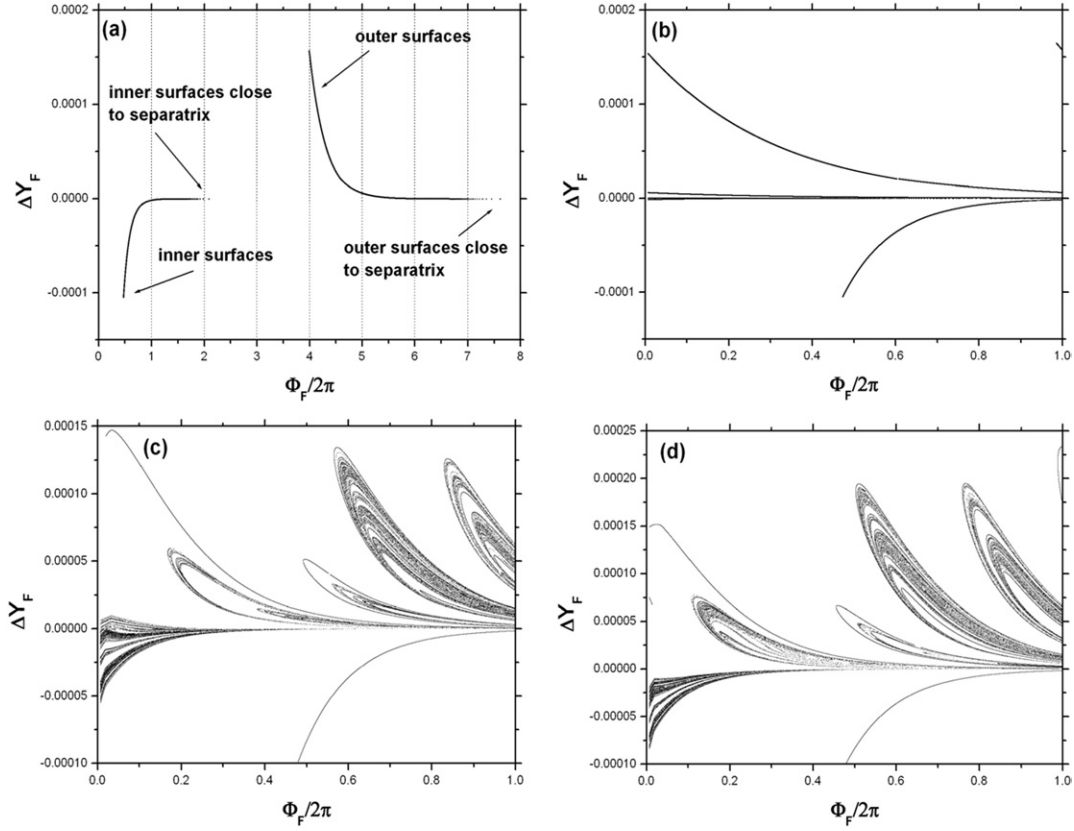 (a)
outer surfaces
inner surfaces close
to separatrix
inner surfaces
outer surfaces close
to separatrix
0.0002
0.0001
0.0000
-0.0001
ΔY_F
0 1 2 3 4 5 6 7 8
Φ_F/2π
(b)
0.0002
0.0001
0.0000
-0.0001
ΔY_F
0.0 0.2 0.4 0.6 0.8 1.0
Φ_F/2π
(c)
0.00015
0.00010
0.00005
0.00000
-0.00005
-0.00010
ΔY_F
0.0 0.2 0.4 0.6 0.8 1.0
Φ_F/2π
(d)
0.00025
0.00020
0.00015
0.00010
0.00005
0.00000
-0.00005
-0.00010
ΔY_F
0.0 0.2 0.4 0.6 0.8 1.0
Φ_F/2π